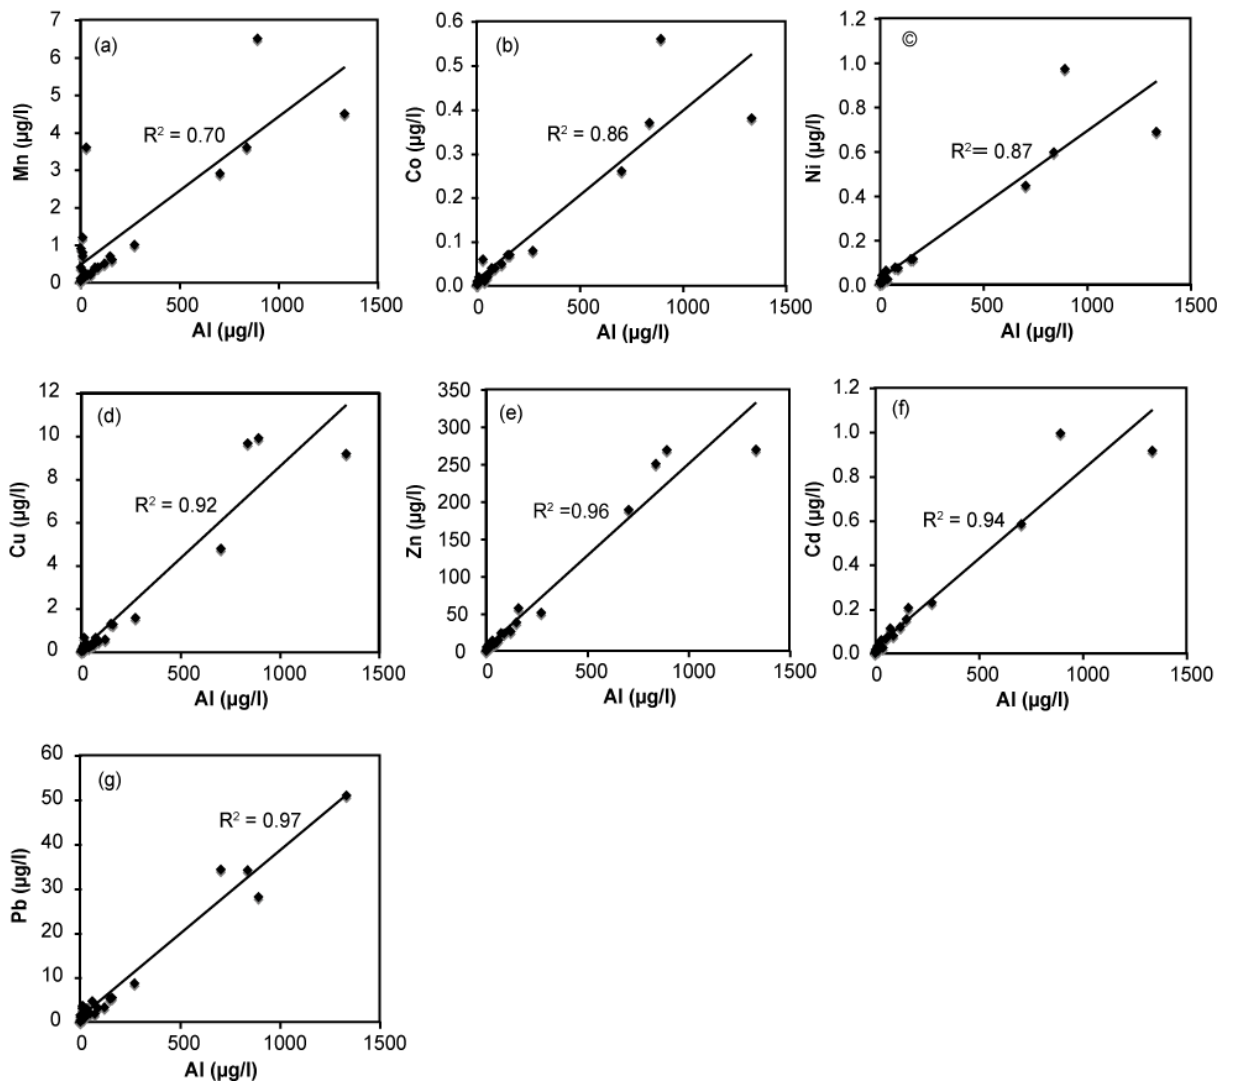 7
6
5
4
3
2
1
0
Mn (µg/l)
(a)
R² = 0.70
0 500 1000 1500
Al (µg/l)
0.6
0.5
0.4
0.3
0.2
0.1
0.0
Co (µg/l)
(b)
R² = 0.86
0 500 1000 1500
Al (µg/l)
1.2
1.0
0.8
0.6
0.4
0.2
0.0
Ni (µg/l)
©
R²= 0.87
0 500 1000 1500
Al (µg/l)
12
10
8
6
4
2
0
Cu (µg/l)
(d)
R² = 0.92
0 500 1000 1500
Al (µg/l)
350
300
250
200
150
100
50
0
Zn (µg/l)
(e)
R² =0.96
0 500 1000 1500
Al (µg/l)
1.2
1.0
0.8
0.6
0.4
0.2
0.0
Cd (µg/l)
(f)
R² = 0.94
0 500 1000 1500
Al (µg/l)
60
50
40
30
20
10
0
Pb (µg/l)
(g)
R² = 0.97
0 500 1000 1500
Al (µg/l)